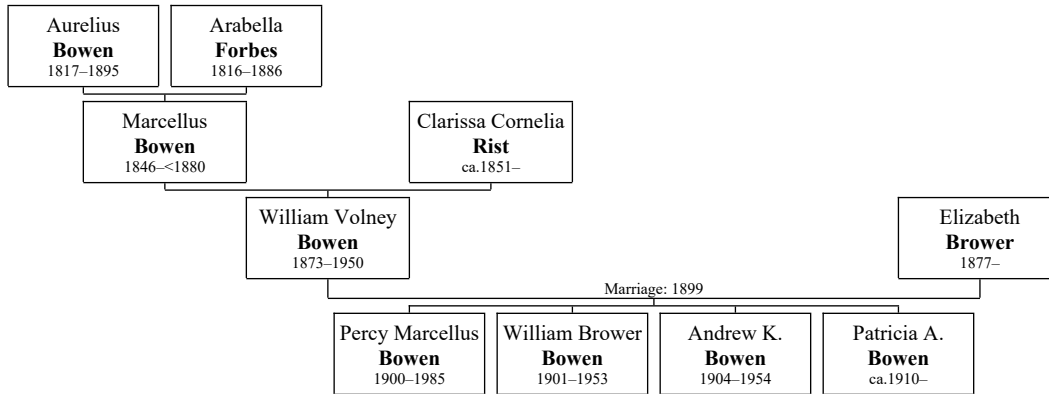 Aurelius
Bowen
1817–1895
Arabella
Forbes
1816–1886
Marcellus
Bowen
1846–<1880
Clarissa Cornelia
Rist
ca.1851–
William Volney
Bowen
1873–1950
Elizabeth
Brower
1877–
Marriage: 1899
Percy Marcellus
Bowen
1900–1985
William Brower
Bowen
1901–1953
Andrew K.
Bowen
1904–1954
Patricia A.
Bowen
ca.1910–